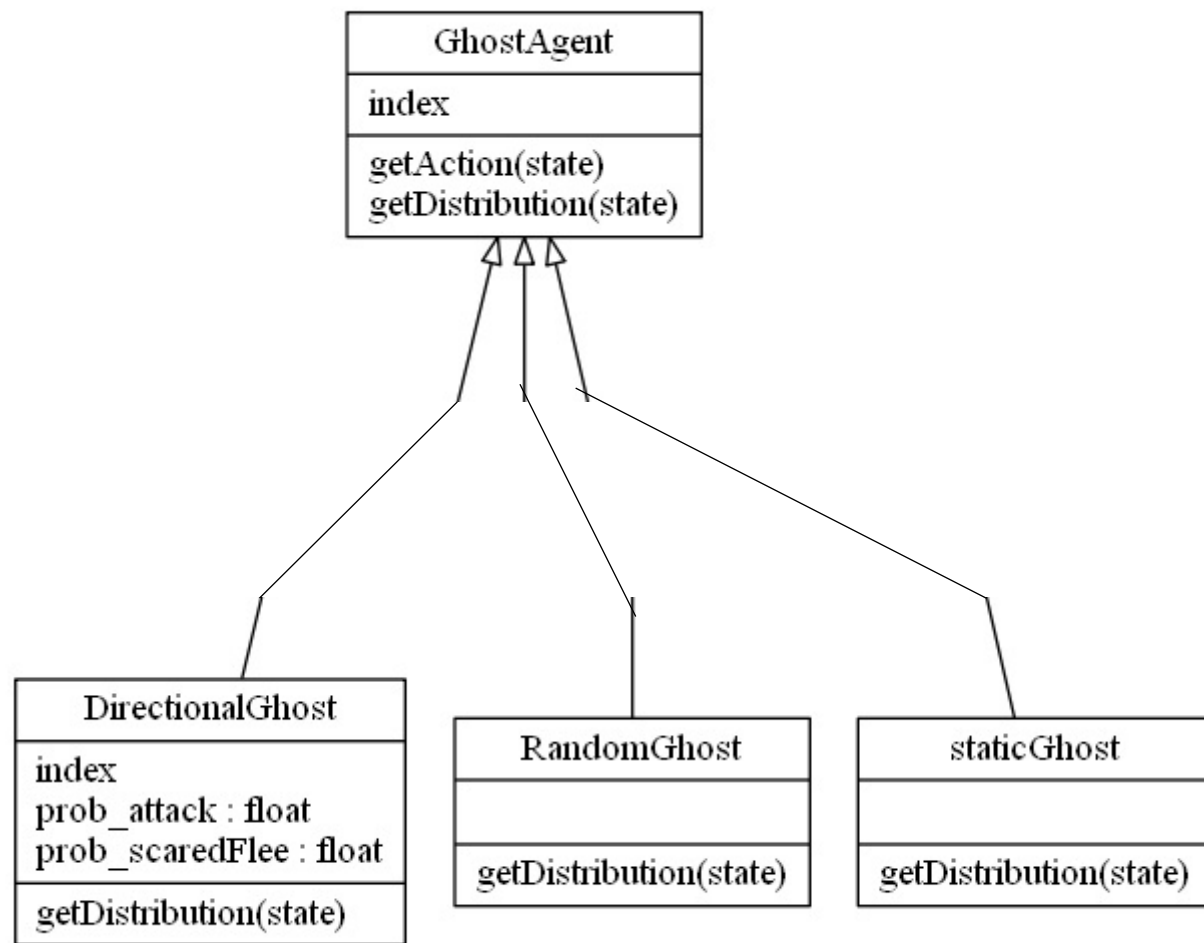 GhostAgent
index
getAction(state)
getDistribution(state)
DirectionalGhost
index
prob_attack : float
prob_scaredFlee : float
getDistribution(state)
RandomGhost
getDistribution(state)
staticGhost
getDistribution(state)